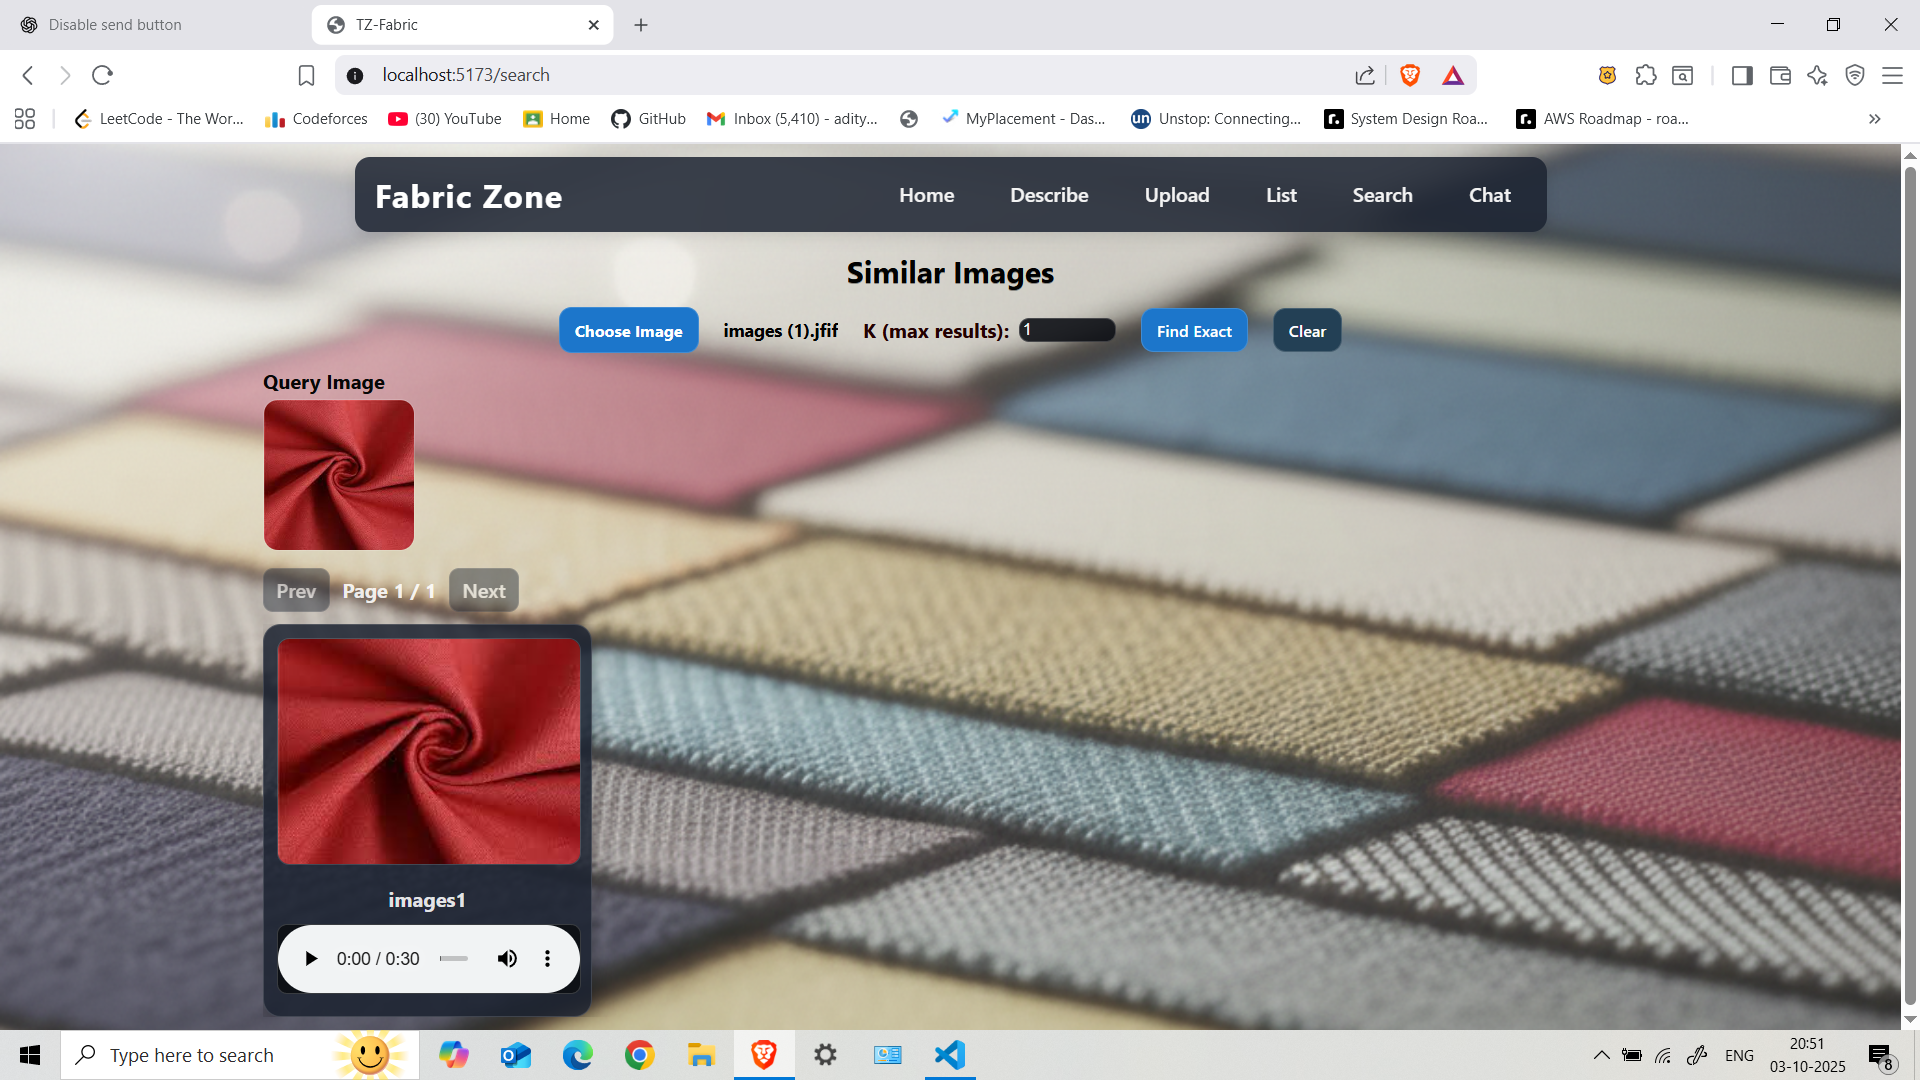 Disable send button
TZ-Fabric
localhost:5173/search
LeetCode - The Wor...
Codeforces
(30) YouTube
Home
GitHub
Inbox (5,410) - adity...
MyPlacement - Das...
un
Unstop: Connecting...
r.
System Design Roa...
r.
AWS Roadmap - roa...
Fabric Zone
Home
Describe
Upload
List
Search
Chat
Similar Images
Choose Image
images (1).jfif
K (max results):
1
Find Exact
Clear
Query Image
Prev
Page 1 / 1
Next
images1
0:00 / 0:30
Type here to search
ENG
20:51
03-10-2025
8